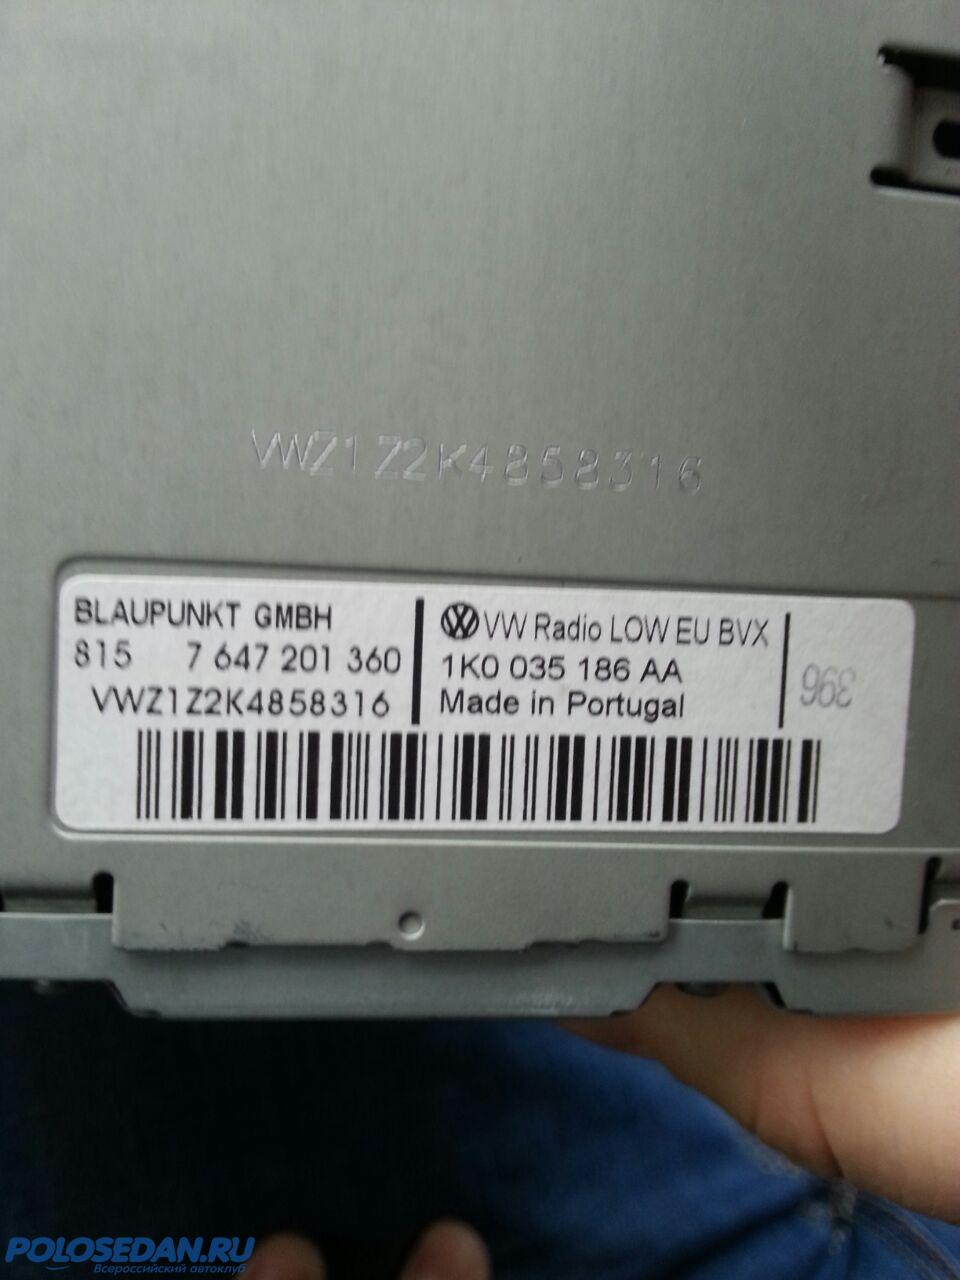 VWZ1Z2K4858316
BLAUPUNKT GMBH
815 7 647 201 360
VWZ1Z2K4858316
VW Radio LOW EU BVX
1K0 035 186 AA
Made in Portugal
396
POLOSEDAN.RU
Всероссийский автоклуб